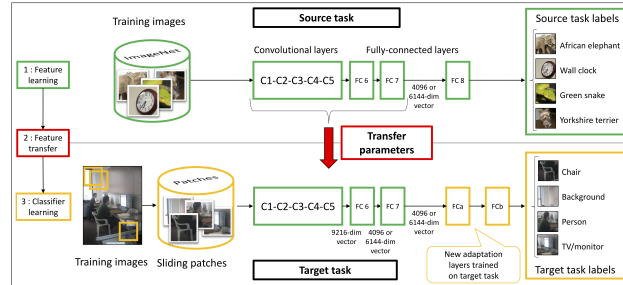 Training images
Source task
Source task labels
ImageNet
Convolutional layers
Fully-connected layers
African elephant
1 : Feature
learning
C1-C2-C3-C4-C5
FC 6
FC 7
4096 or
6144-dim
vector
FC 8
Wall clock
Green snake
Yorkshire terrier
2 : Feature
transfer
Transfer
parameters
3 : Classifier
learning
Patches
C1-C2-C3-C4-C5
FC 6
FC 7
4096 or
6144-dim
vector
FCa
FCb
Chair
Background
Person
TV/monitor
9216-dim
vector
4096 or
6144-dim
vector
Training images
Sliding patches
Target task
New adaptation
layers trained
on target task
Target task labels